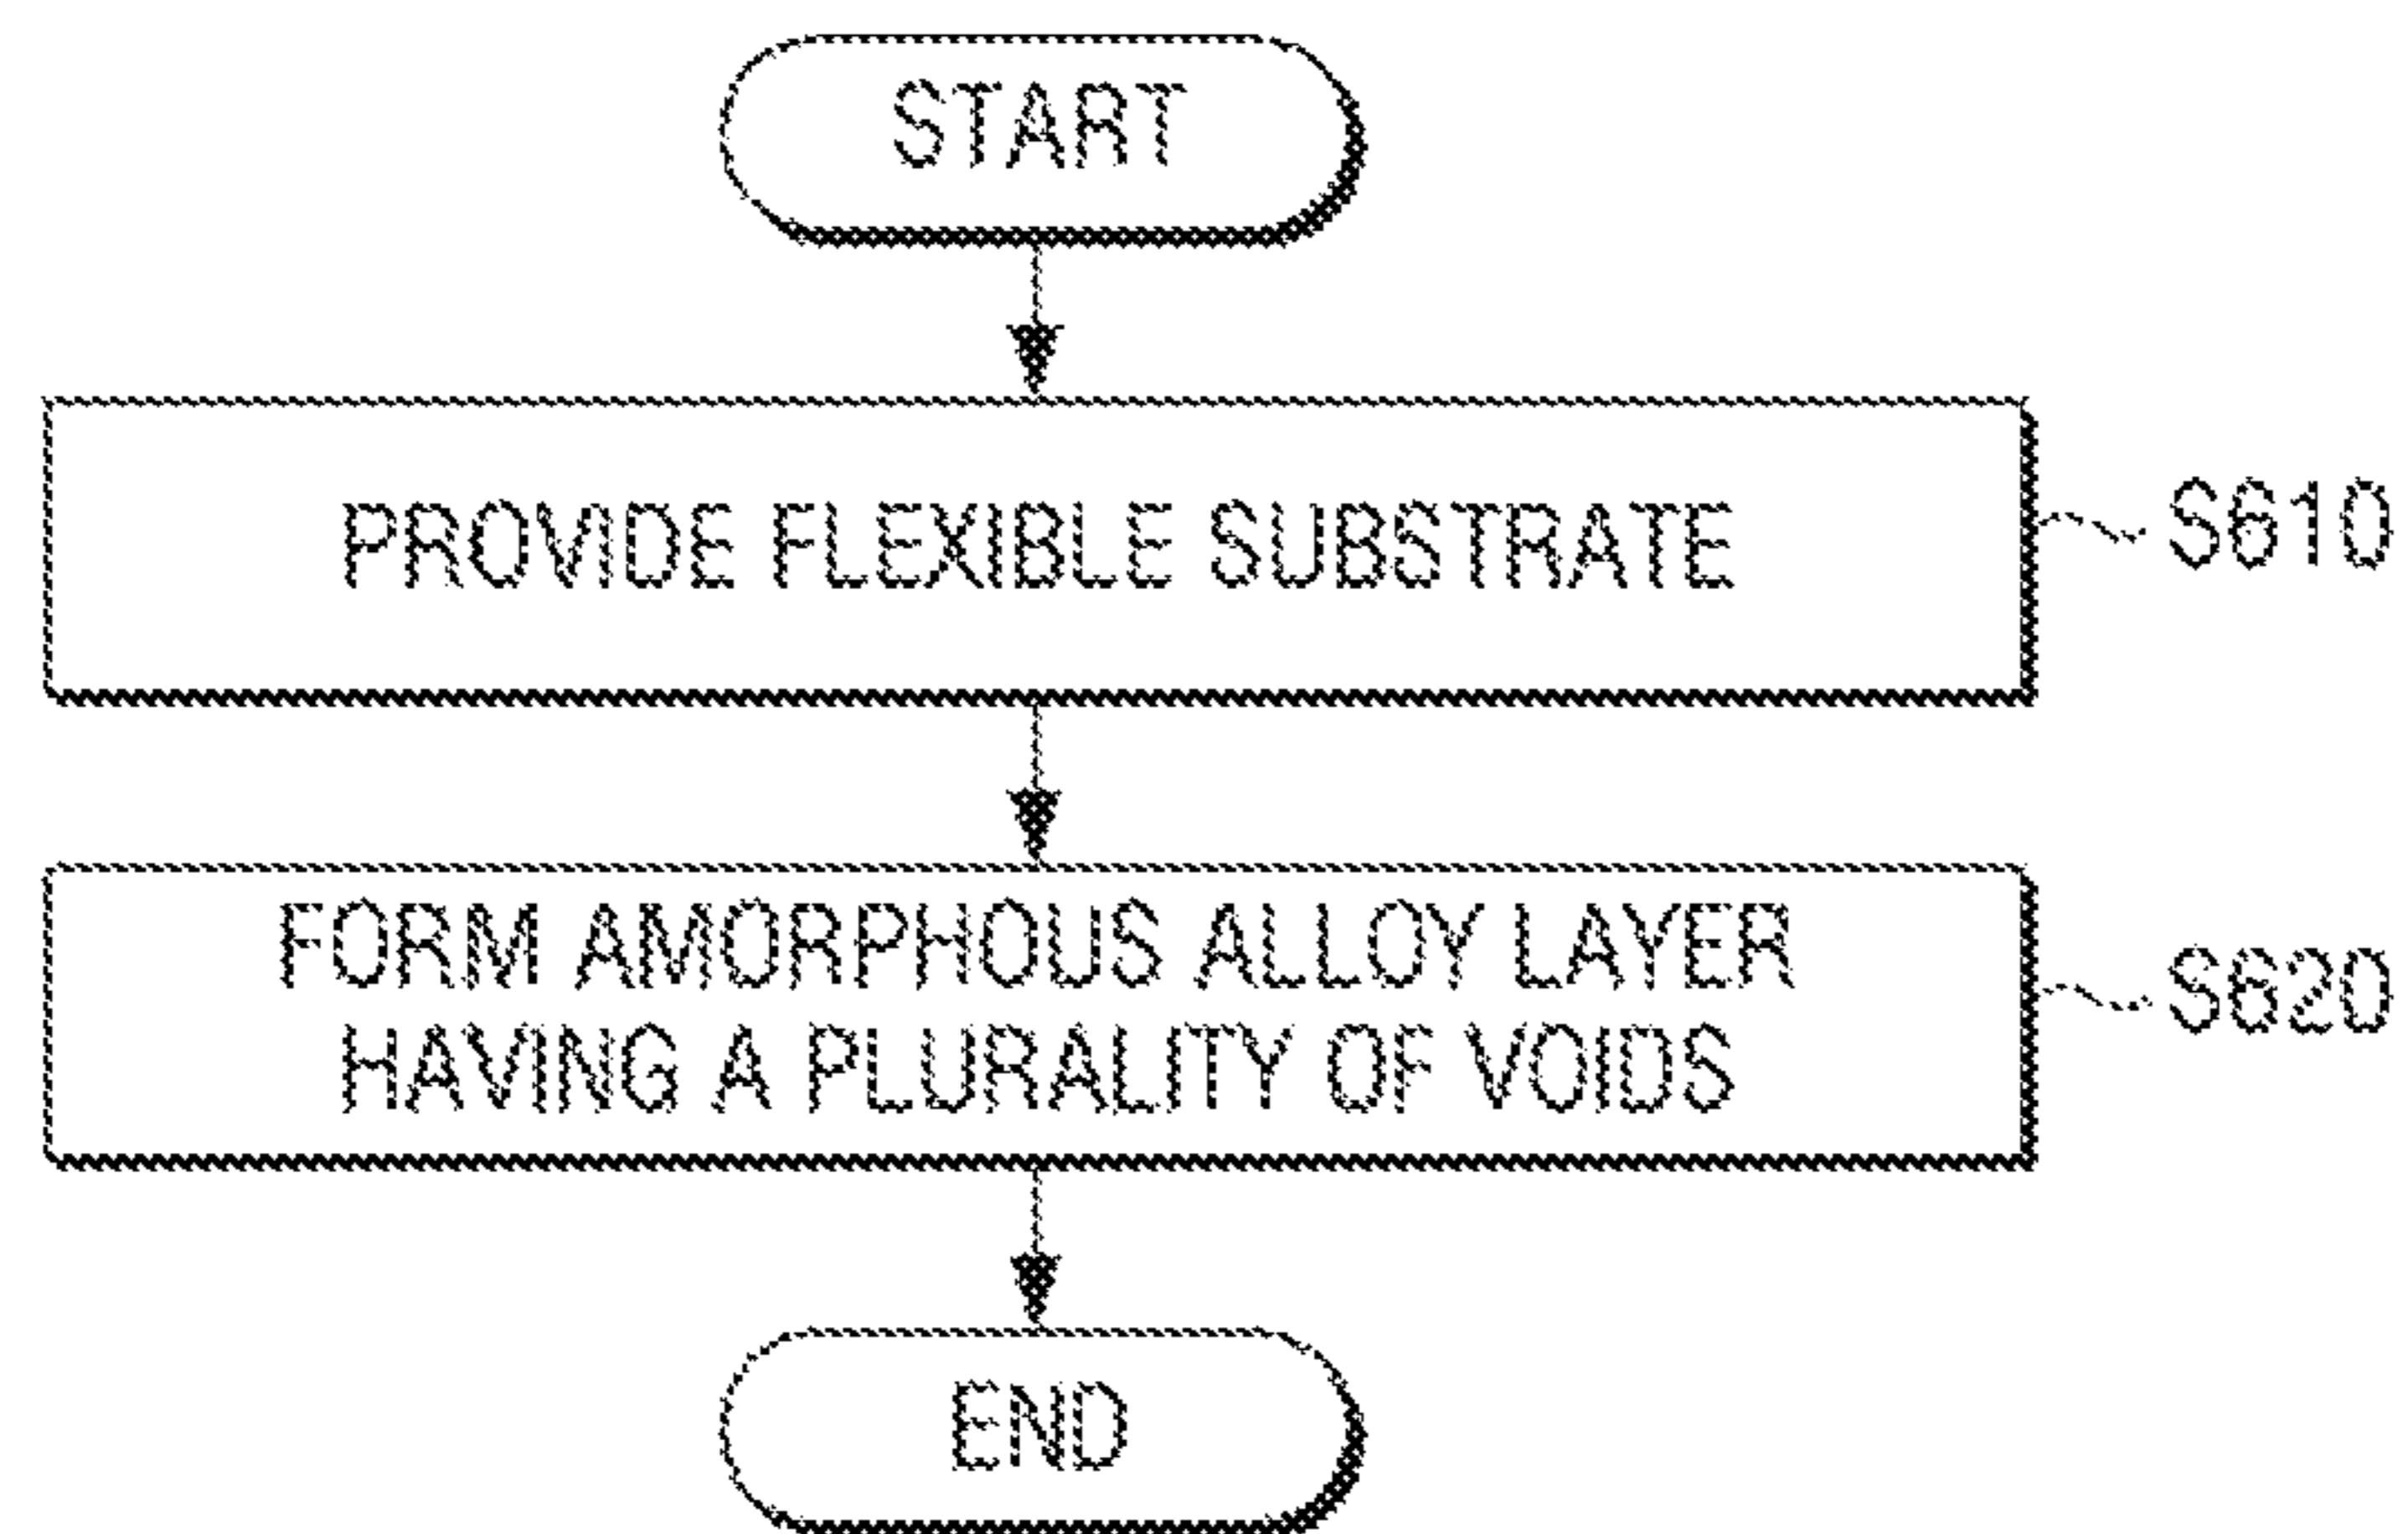 START
PROVIDE FLEXIBLE SUBSTRATE
S610
FORM AMORPHOUS ALLOY LAYER
HAVING A PLURALITY OF VOIDS
S620
END